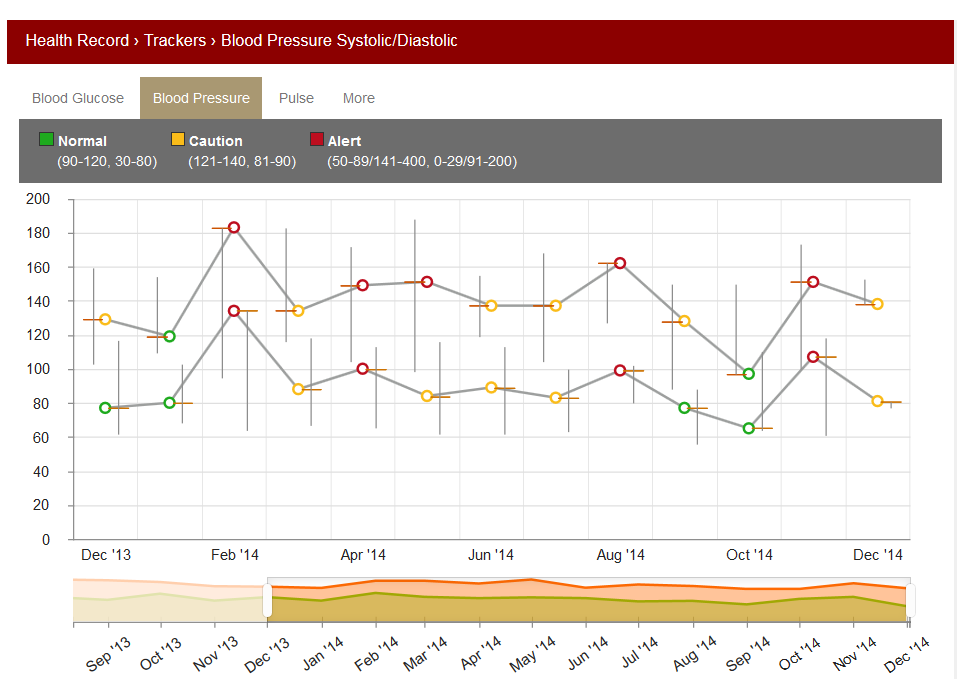 Health Record › Trackers › Blood Pressure Systolic/Diastolic
Blood Glucose Blood Pressure Pulse More
Normal Caution Alert
(90-120, 30-80) (121-140, 81-90) (50-89/141-400, 0-29/91-200)
200
180
160
140
120
100
80
60
40
20
0
Dec '13 Feb '14 Apr '14 Jun '14 Aug '14 Oct '14 Dec '14
Sep '13 Oct '13 Nov '13 Dec '13 Jan '14 Feb '14 Mar '14 Apr '14 May '14 Jun '14 Jul '14 Aug '14 Sep '14 Oct '14 Nov '14 Dec '14